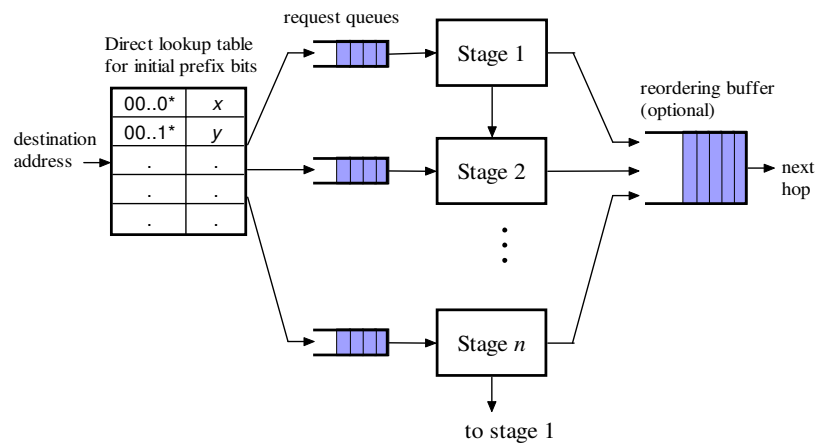 request queues
Direct lookup table
for initial prefix bits
00..0* x
00..1* y
. .
. .
. .
destination
address
Stage 1
Stage 2
Stage n
to stage 1
reordering buffer
(optional)
next
hop